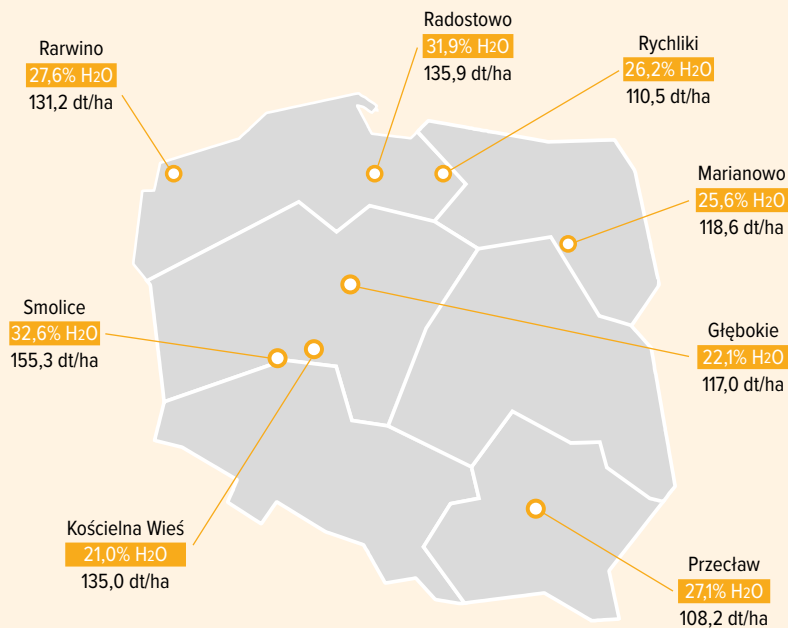 Radostowo
31,9% H2O
135,9 dt/ha
Rarwino
27,6% H2O
131,2 dt/ha
Rychliki
26,2% H2O
110,5 dt/ha
Marianowo
25,6% H2O
118,6 dt/ha
Smolice
32,6% H2O
155,3 dt/ha
Głębokie
22,1% H2O
117,0 dt/ha
Kościelna Wieś
21,0% H2O
135,0 dt/ha
Przecław
27,1% H2O
108,2 dt/ha